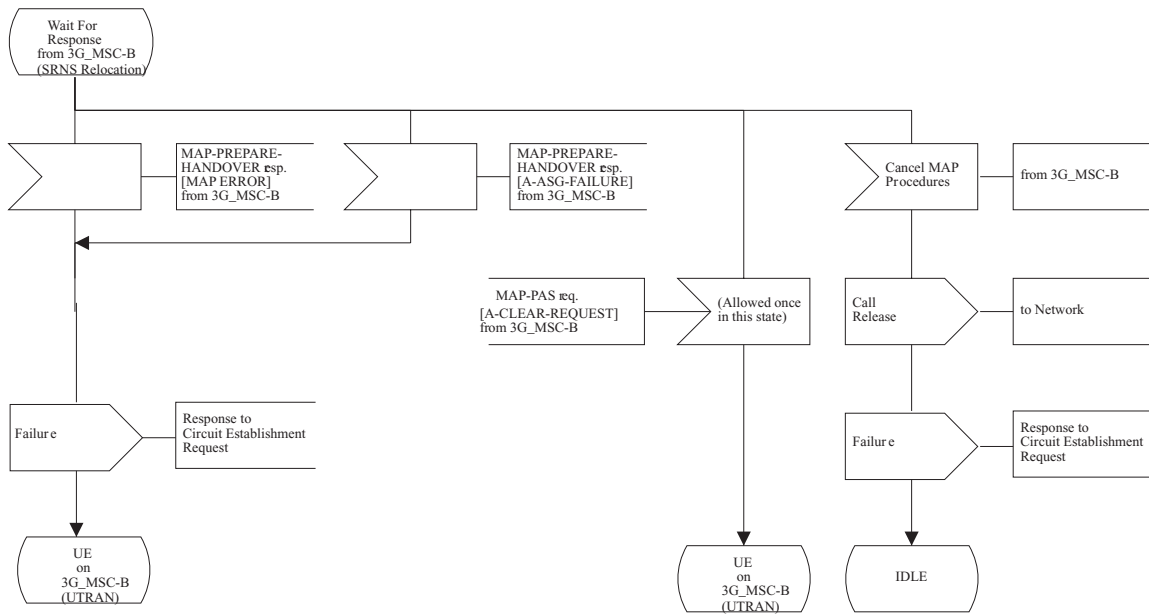 Wait For
Response
from 3G_MSC-B
(SRNS Relocation)
MAP-PREPARE-
HANDOVER resp.
[MAP ERROR]
from 3G_MSC-B
MAP-PREPARE-
HANDOVER resp.
[A-ASG-FAILURE]
from 3G_MSC-B
Cancel MAP
Procedures
from 3G_MSC-B
MAP-PAS req.
[A-CLEAR-REQUEST]
from 3G_MSC-B
(Allowed once
in this state)
Call
Release
to Network
Failure
Response to
Circuit Establishment
Request
Failure
Response to
Circuit Establishment
Request
UE
on
3G_MSC-B
(UTRAN)
UE
on
3G_MSC-B
(UTRAN)
IDLE